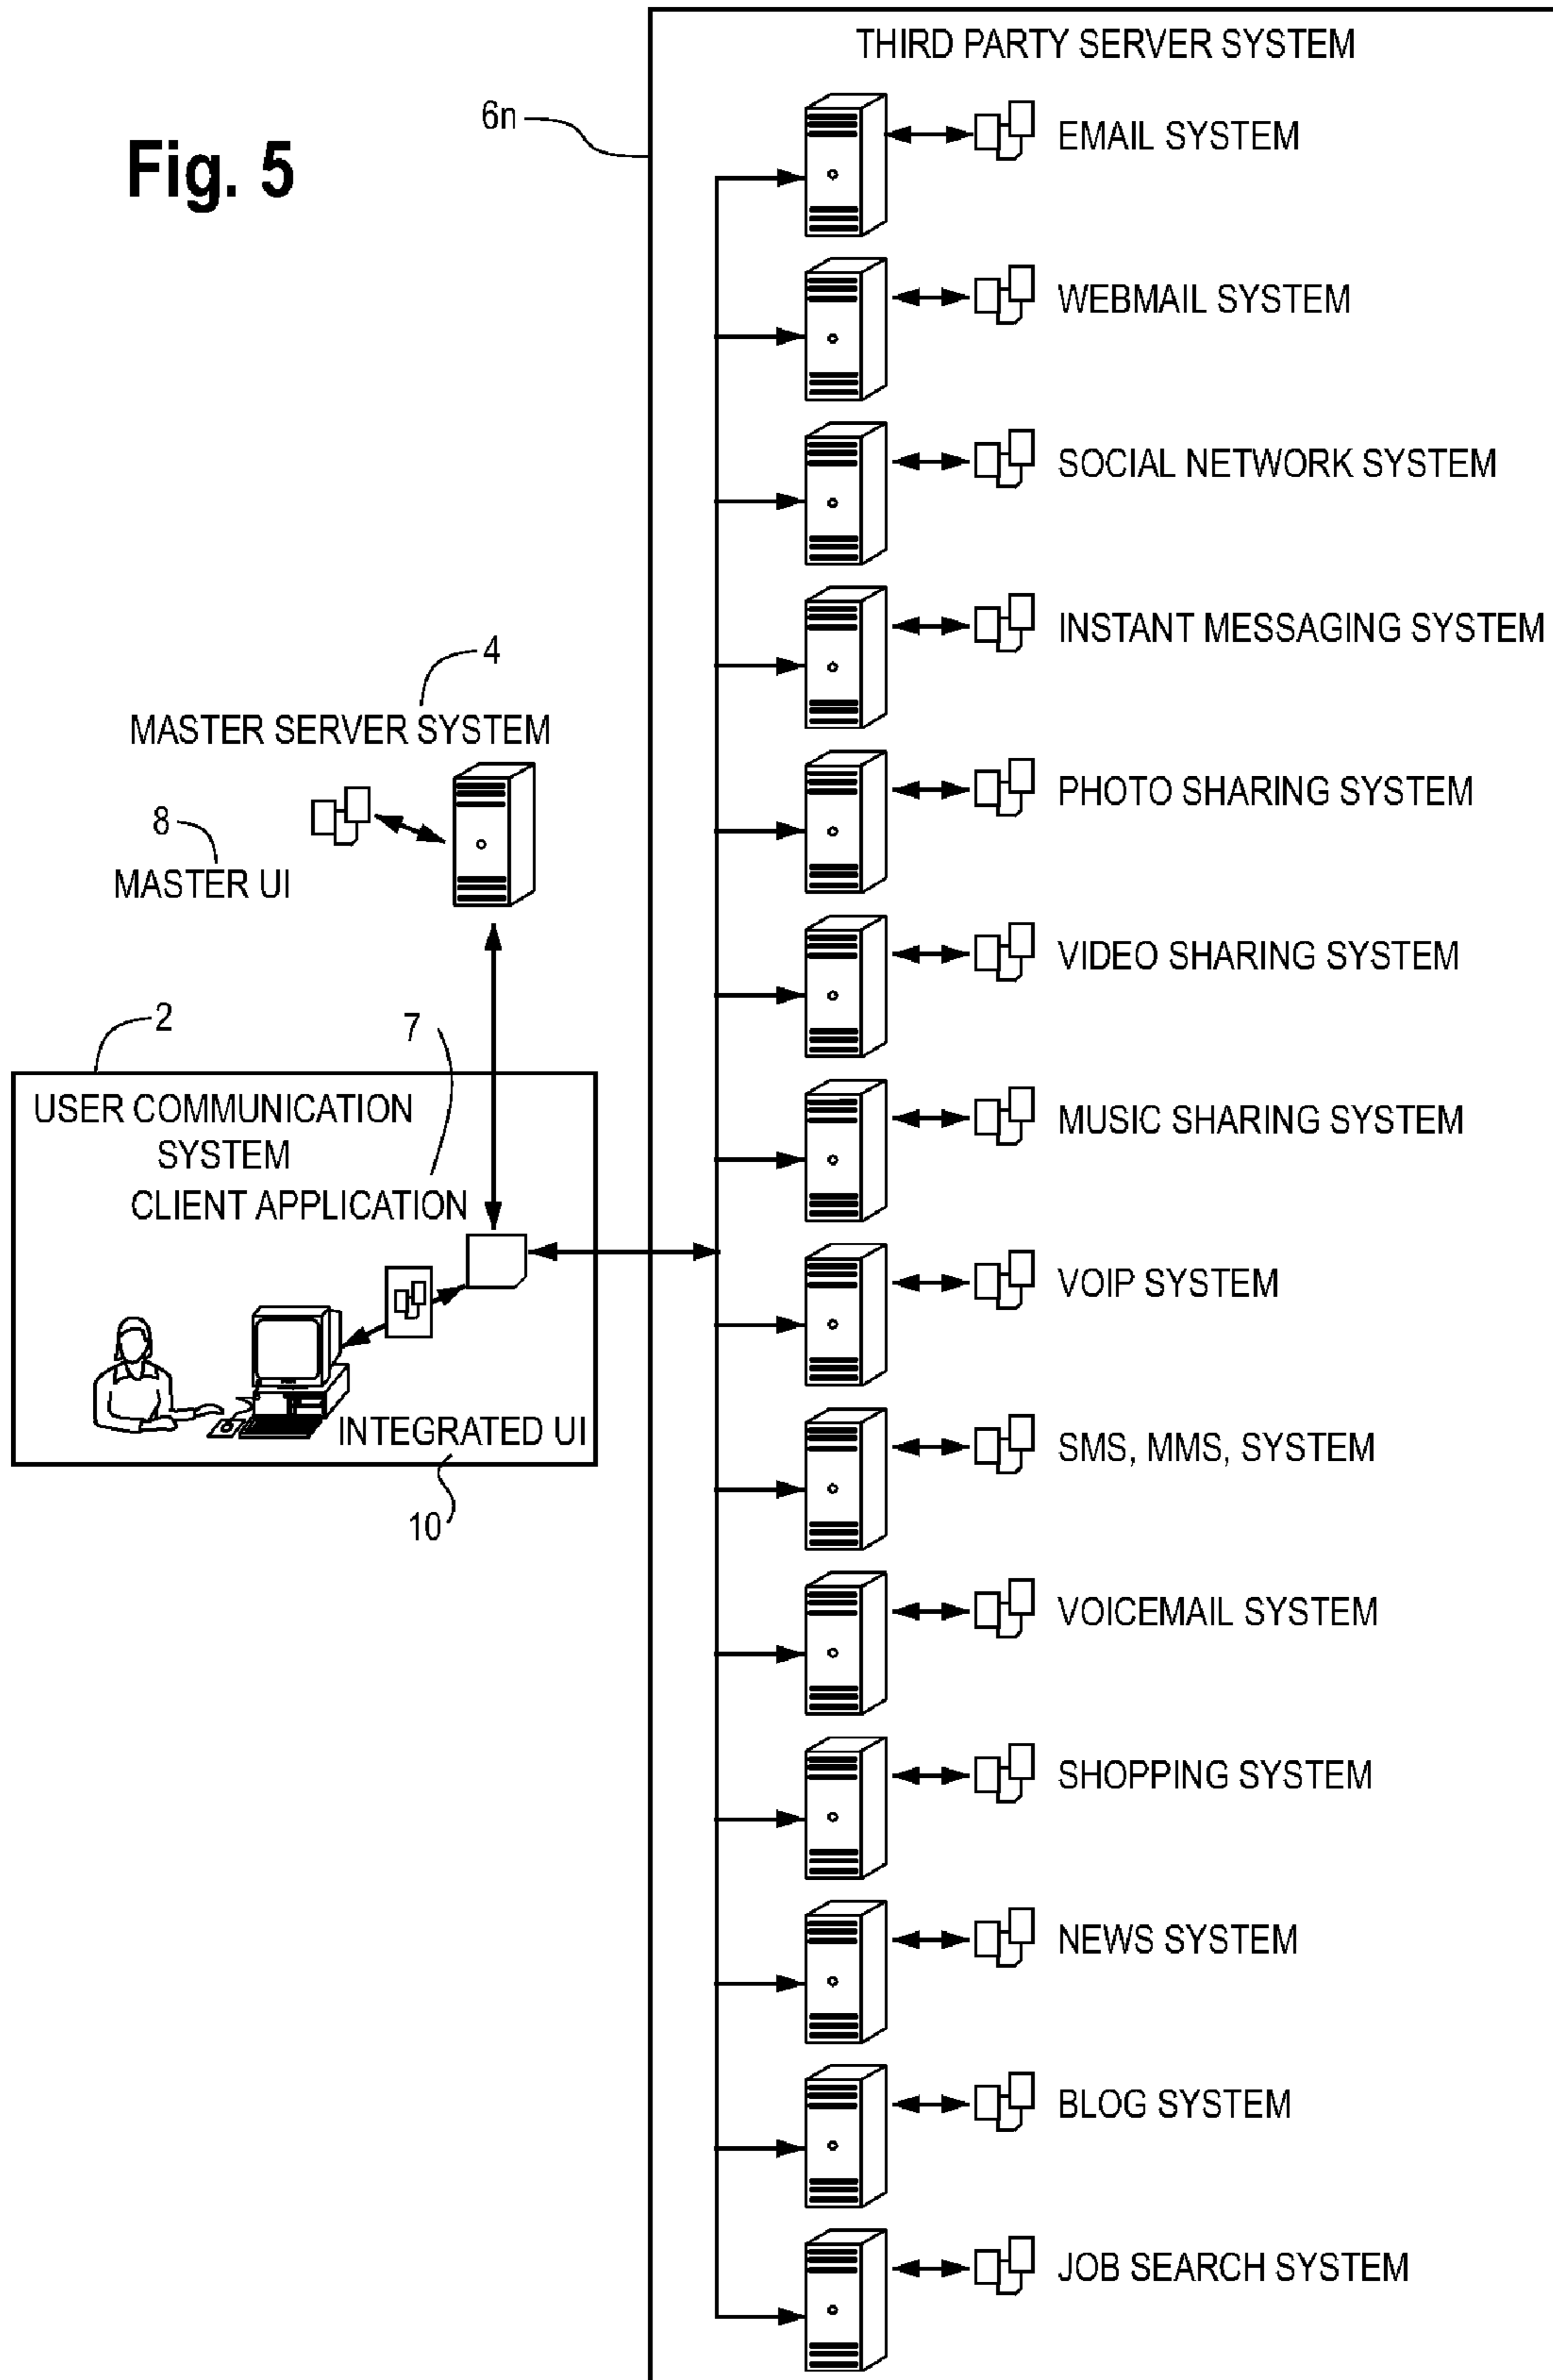 Fig. 5
THIRD PARTY SERVER SYSTEM
6n
EMAIL SYSTEM
WEBMAIL SYSTEM
SOCIAL NETWORK SYSTEM
INSTANT MESSAGING SYSTEM
PHOTO SHARING SYSTEM
VIDEO SHARING SYSTEM
MUSIC SHARING SYSTEM
VOIP SYSTEM
SMS, MMS, SYSTEM
VOICEMAIL SYSTEM
SHOPPING SYSTEM
NEWS SYSTEM
BLOG SYSTEM
JOB SEARCH SYSTEM
4
MASTER SERVER SYSTEM
8
MASTER UI
2
7
USER COMMUNICATION
SYSTEM
CLIENT APPLICATION
INTEGRATED UI
10